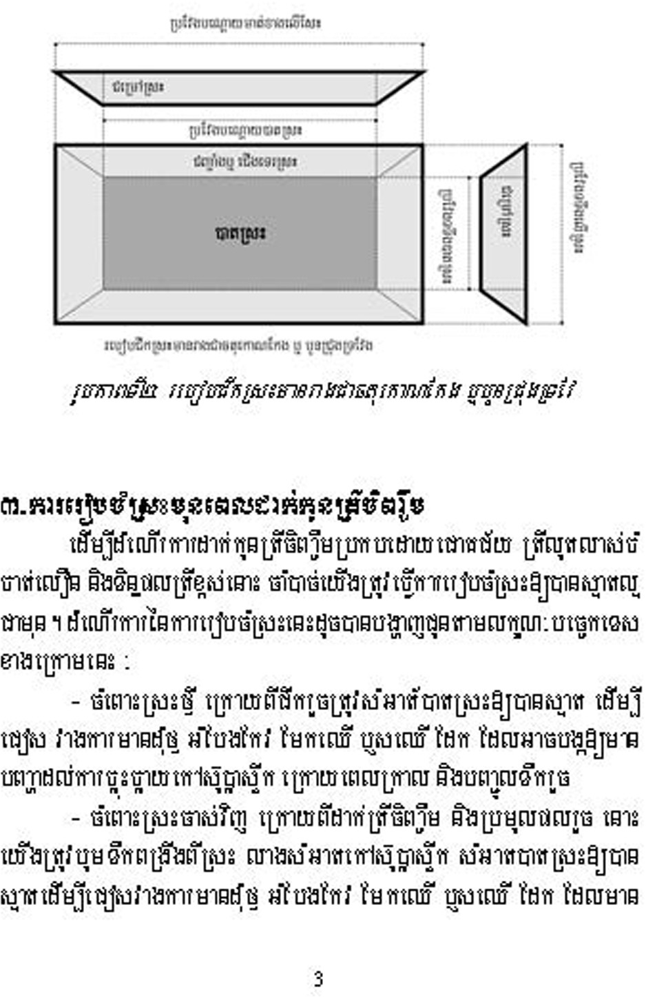 ប្រវែងបណ្តោយមាត់ខាងលើស្រះ
ជម្រៅស្រះ
ប្រវែងបណ្តោយបាតស្រះ
ជញ្ជាំងឬ ជើងទេរស្រះ
បាតស្រះ
ប្រវែងទទឹងបាតស្រះ
ជម្រៅស្រះ
របៀបជីកស្រះមានរាងជាចតុកោណកែង ឬ បួនជ្រុងទ្រវែង
រូបភាពទី២ របៀបជីកស្រះមានរាងជាចតុរកោណកែង ឬបួនជ្រុងទ្រវែ
៣.ការរៀបចំស្រះមុនពេលដាក់កូនត្រីចិញ្ចឹម
ដើម្បីដំណើរការដាក់កូនត្រីចិញ្ចឹមប្រកបដោយជោគជ័យ ត្រីលូតលាស់ចំ
បាត់លឿន និងទិន្នផលត្រីខ្ពស់នោះ ចាំបាច់យើងត្រូវធ្វើការរៀបចំស្រះឱ្យបានស្អាតល្អ
ជាមុន ។ ដំណើរការនៃការរៀបចំស្រះនេះដូចបានបង្ហាញជូនតាមលក្ខណៈបច្ចេកទេស
ខាងក្រោមនេះ :
- ចំពោះស្រះថ្មី ក្រោយពីជីករួចត្រូវសំអាត័បាតស្រះឱ្យបានស្អាត ដើម្បី
ជៀស វាងការមានដុំថ្ម អំបែងកែវ មែកឈើ ឬសឈើ ដែក ដែលអាចបង្កឱ្យមាន
បញ្ហាដល់ការធ្លុះធ្លាយកៅស៊ូប្លាស្ទីក ក្រោយពេលក្រាល និងបញ្ចូលទឹករួច
- ចំពោះស្រះចាស់វិញ ក្រោយពីដាក់ត្រីចិញ្ចឹម និងប្រមូលផលរួច នោះ
យើងត្រូវបូមទឹកពង្រីងពីស្រះ លាងសំអាតកៅស៊ូប្លាស្ទីក សំអាតបាតស្រះឱ្យបាន
ស្អាតដើម្បីជៀសវាងការមានដុំថ្ម អំបែងកែវ មែកឈើ ឬសឈើ ដែក ដែលមាន
3